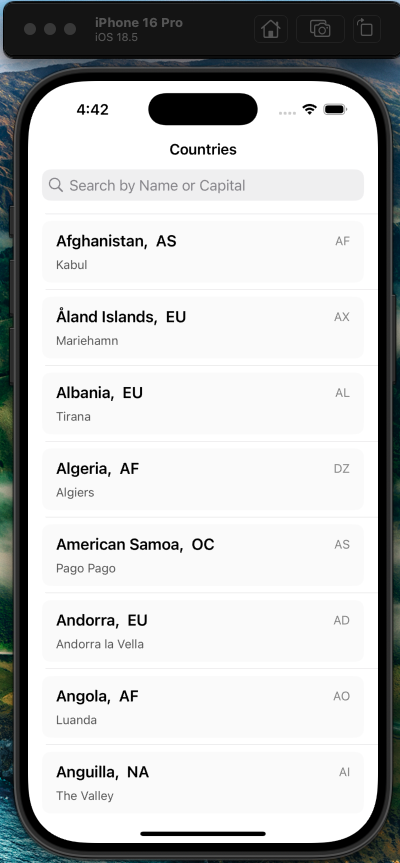 iPhone 16 Pro
iOS 18.5
4:42
Countries
Search by Name or Capital
Afghanistan, AS AF
Kabul
Åland Islands, EU AX
Mariehamn
Albania, EU AL
Tirana
Algeria, AF DZ
Algiers
American Samoa, OC AS
Pago Pago
Andorra, EU AD
Andorra la Vella
Angola, AF AO
Luanda
Anguilla, NA AI
The Valley